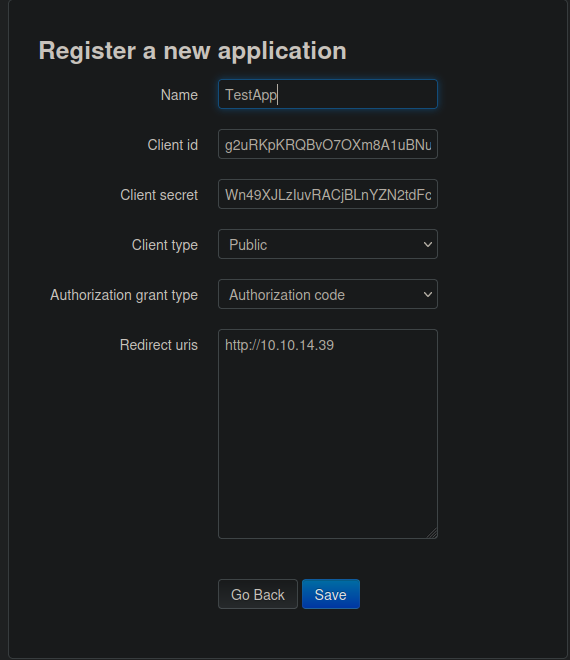 Register a new application
Name TestApp
Client id g2uRKpKRQBvO7OXm8A1uBNu
Client secret Wn49XJLzIuvRACjBLnYZN2tdFc
Client type Public
Authorization grant type Authorization code
Redirect uris http://10.10.14.39
Go Back Save